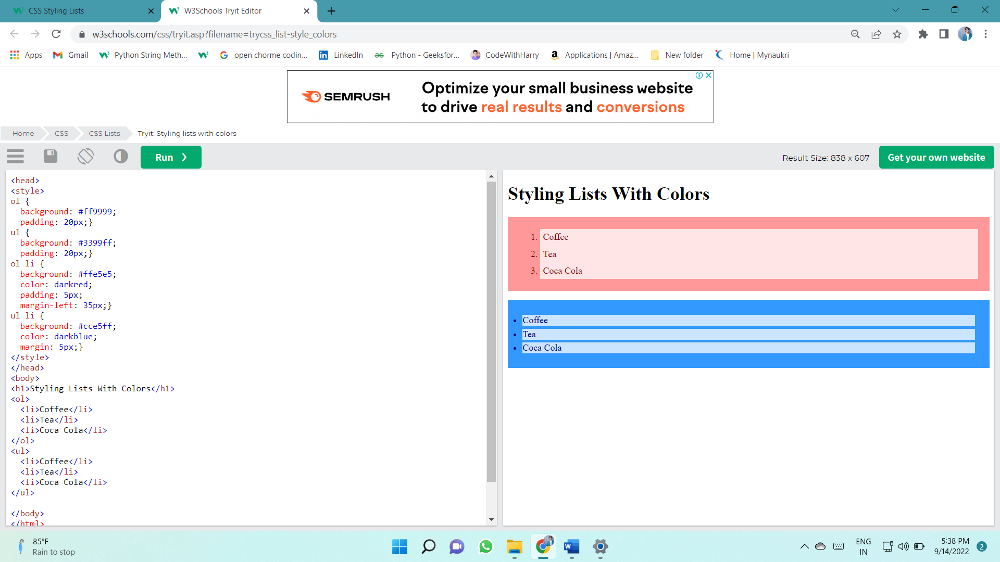 CSS Styling Lists
W3Schools Tryit Editor
w3schools.com/css/tryit.asp?filename=trycss_list-style_colors
Apps
Gmail
Python String Meth...
open chorme codin...
LinkedIn
Python - Geeksfor...
CodeWithHarry
Applications | Amaz...
New folder
Home | Mynaukri
SEMRUSH
Optimize your small business website
to drive real results and conversions
Home
CSS
CSS Lists
Tryit: Styling lists with colors
Run ❯
Result Size: 838 x 607
Get your own website
<head>
<style>
ol {
  background: #ff9999;
  padding: 20px;}
ul {
  background: #3399ff;
  padding: 20px;}
ol li {
  background: #ffe5e5;
  color: darkred;
  padding: 5px;
  margin-left: 35px;}
ul li {
  background: #cce5ff;
  color: darkblue;
  margin: 5px;}
</style>
</head>
<body>
<h1>Styling Lists With Colors</h1>
<ol>
  <li>Coffee</li>
  <li>Tea</li>
  <li>Coca Cola</li>
</ol>
<ul>
  <li>Coffee</li>
  <li>Tea</li>
  <li>Coca Cola</li>
</ul>
</body>
</html>
Styling Lists With Colors
1. Coffee
2. Tea
3. Coca Cola
• Coffee
• Tea
• Coca Cola
85°F
Rain to stop
ENG
IN
5:38 PM
9/14/2022
2